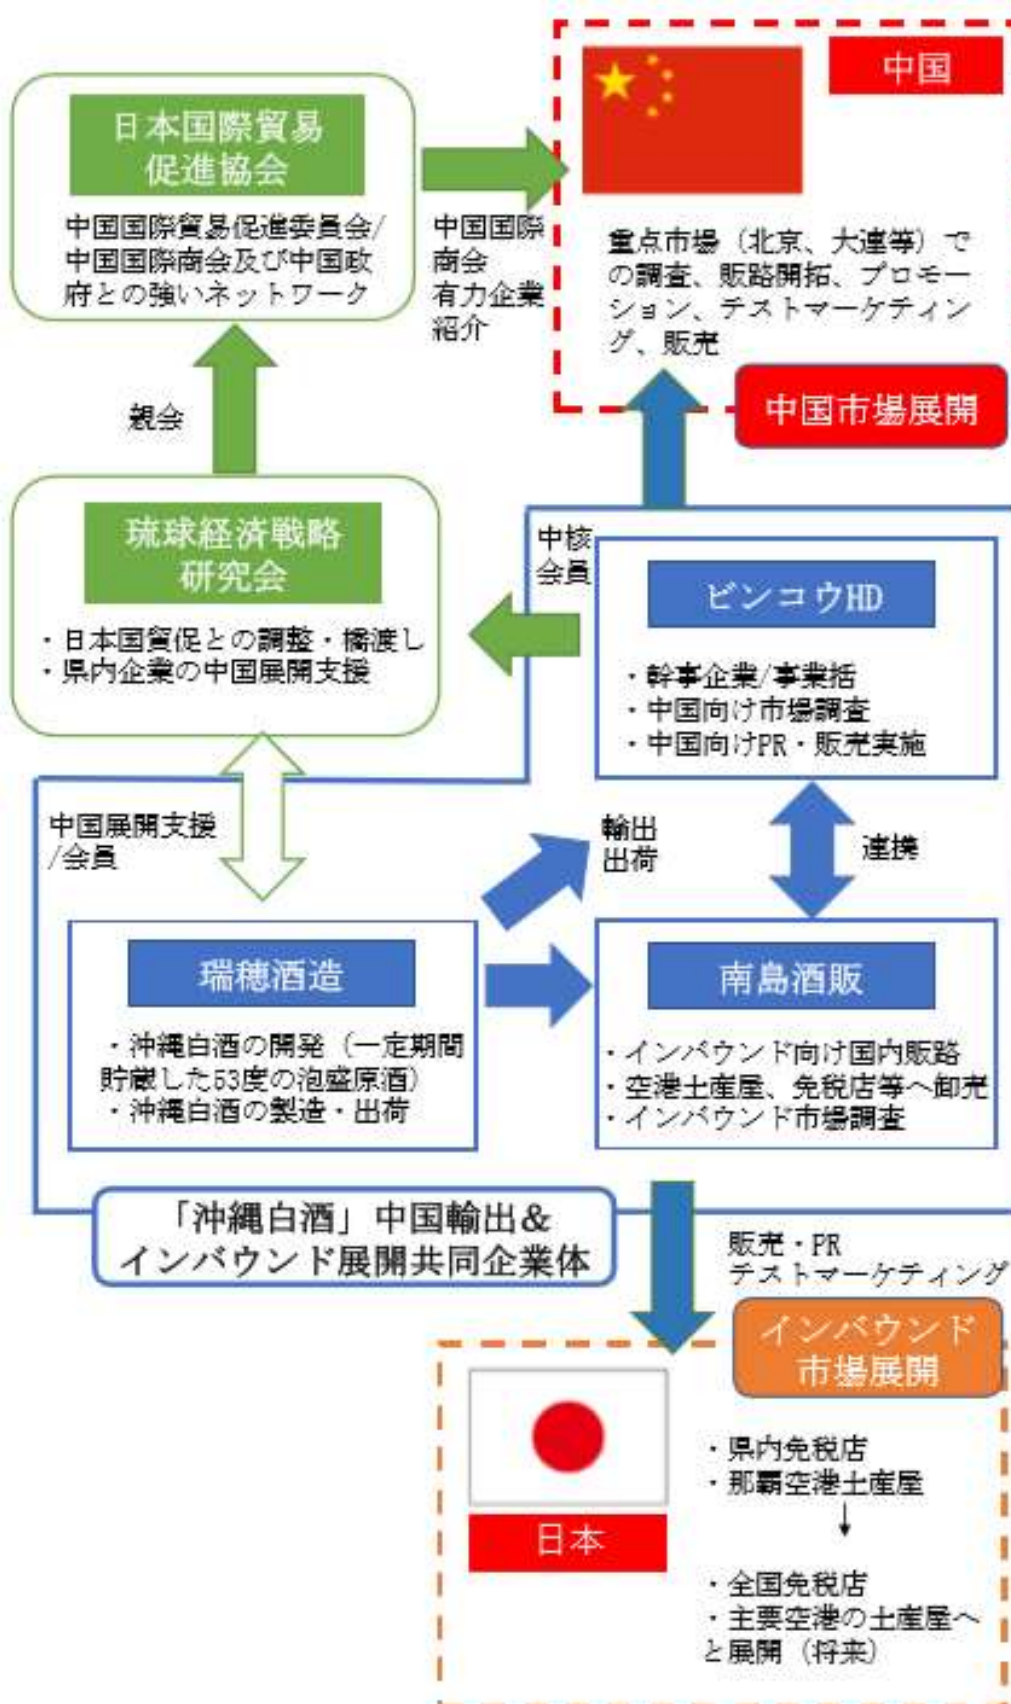 中国
日本国際貿易
促進協会
中国国際貿易促進委員会/
中国国際商会及び中国政
府との強いネットワーク
中国国際
商会
有力企業
紹介
重点市場（北京、大連等）で
の調査、販路開拓、プロモー
ション、テストマーケティン
グ、販売
中国市場展開
親会
琉球経済戦略
研究会
・日本国貿促との調整・橋渡し
・県内企業の中国展開支援
中核
会員
ビンコウHD
・幹事企業/事業括
・中国向け市場調査
・中国向けPR・販売実施
中国展開支援
/会員
輸出
出荷
連携
瑞穂酒造
・沖縄白酒の開発（一定期間
貯蔵した53度の泡盛原酒）
・沖縄白酒の製造・出荷
南島酒販
・インバウンド向け国内販路
・空港土産屋、免税店等へ卸売
・インバウンド市場調査
「沖縄白酒」中国輸出＆
インバウンド展開共同企業体
販売・PR
テストマーケティング
インバウンド
市場展開
日本
・県内免税店
・那覇空港土産屋
・全国免税店
・主要空港の土産屋へ
と展開（将来）